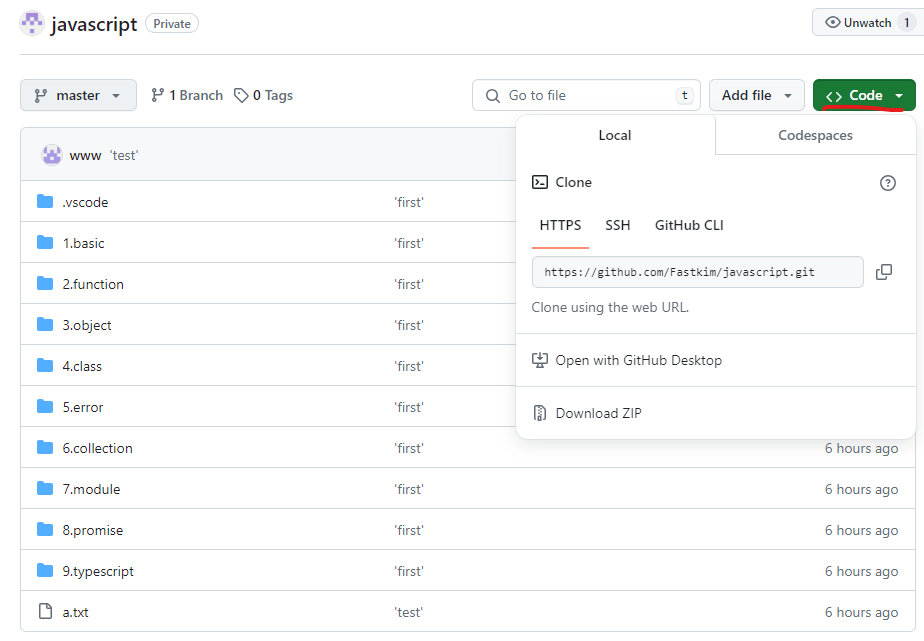 javascript Private Unwatch 1
master 1 Branch 0 Tags Go to file t Add file <> Code
Local Codespaces
www 'test'
Clone ?
HTTPS SSH GitHub CLI
https://github.com/Fastkim/javascript.git
Clone using the web URL.
Open with GitHub Desktop
Download ZIP
.vscode 'first'
1.basic 'first'
2.function 'first'
3.object 'first'
4.class 'first'
5.error 'first'
6.collection 'first' 6 hours ago
7.module 'first' 6 hours ago
8.promise 'first' 6 hours ago
9.typescript 'first' 6 hours ago
a.txt 'test' 6 hours ago